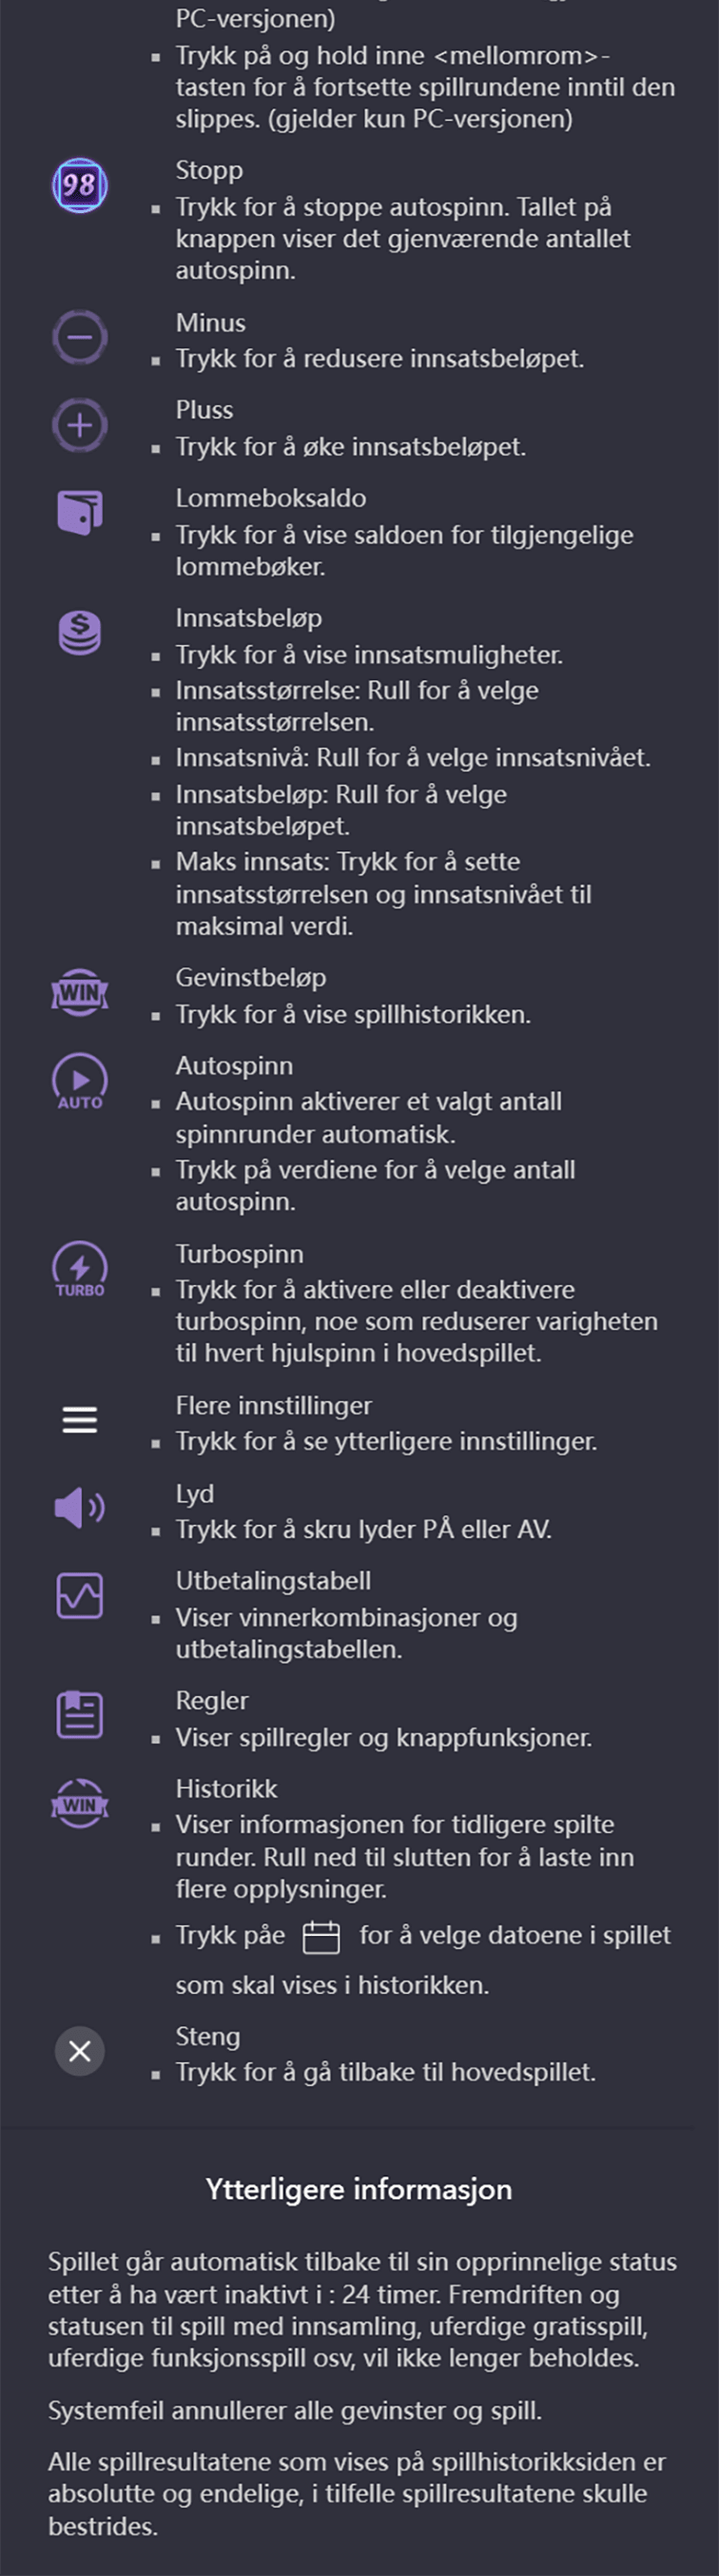 PC-versjonen)
▪ Trykk på og hold inne <mellomrom>-
tasten for å fortsette spillrundene inntil den
slippes. (gjelder kun PC-versjonen)
98
Stopp
▪ Trykk for å stoppe autospinn. Tallet på
knappen viser det gjenværende antallet
autospinn.
Minus
▪ Trykk for å redusere innsatsbeløpet.
Pluss
▪ Trykk for å øke innsatsbeløpet.
Lommeboksaldo
▪ Trykk for å vise saldoen for tilgjengelige
lommebøker.
Innsatsbeløp
▪ Trykk for å vise innsatsmuligheter.
▪ Innsatsstørrelse: Rull for å velge
innsatsstørrelsen.
▪ Innsatsnivå: Rull for å velge innsatsnivået.
▪ Innsatsbeløp: Rull for å velge
innsatsbeløpet.
▪ Maks innsats: Trykk for å sette
innsatsstørrelsen og innsatsnivået til
maksimal verdi.
WIN
Gevinstbeløp
▪ Trykk for å vise spillhistorikken.
AUTO
Autospinn
▪ Autospinn aktiverer et valgt antall
spinnrunder automatisk.
▪ Trykk på verdiene for å velge antall
autospinn.
TURBO
Turbospinn
▪ Trykk for å aktivere eller deaktivere
turbospinn, noe som reduserer varigheten
til hvert hjulspinn i hovedspillet.
Flere innstillinger
▪ Trykk for å se ytterligere innstillinger.
Lyd
▪ Trykk for å skru lyder PÅ eller AV.
Utbetalingstabell
▪ Viser vinnerkombinasjoner og
utbetalingstabellen.
Regler
▪ Viser spillregler og knappfunksjoner.
WIN
Historikk
▪ Viser informasjonen for tidligere spilte
runder. Rull ned til slutten for å laste inn
flere opplysninger.
▪ Trykk påe for å velge datoene i spillet
som skal vises i historikken.
Steng
▪ Trykk for å gå tilbake til hovedspillet.
Ytterligere informasjon
Spillet går automatisk tilbake til sin opprinnelige status
etter å ha vært inaktivt i : 24 timer. Fremdriften og
statusen til spill med innsamling, uferdige gratisspill,
uferdige funksjonsspill osv, vil ikke lenger beholdes.
Systemfeil annullerer alle gevinster og spill.
Alle spillresultatene som vises på spillhistorikksiden er
absolutte og endelige, i tilfelle spillresultatene skulle
bestrides.